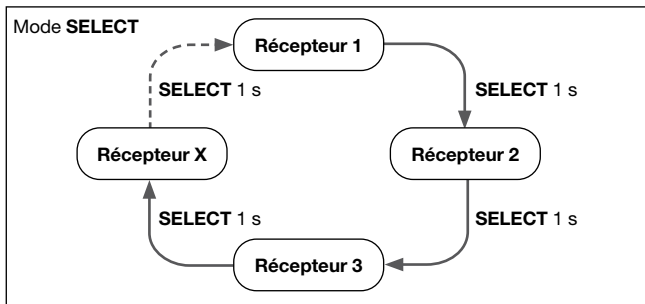 Mode SELECT
Récepteur 1
SELECT 1 s
SELECT 1 s
Récepteur X
Récepteur 2
SELECT 1 s
SELECT 1 s
Récepteur 3